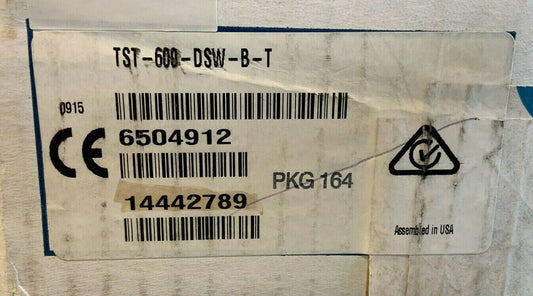 TST-600-DSW-B-T
0915
CE
6504912
PKG 164
14442789
Assembled in USA